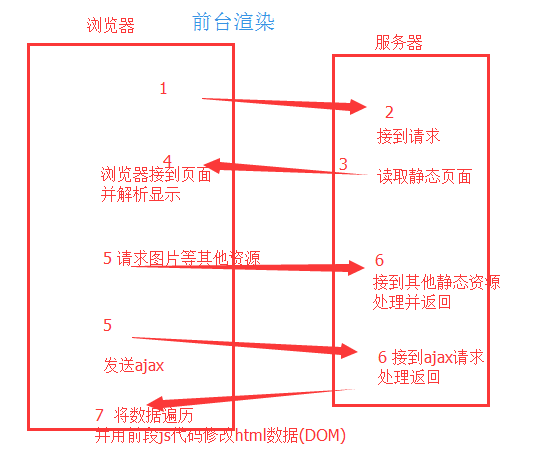 前台渲染
浏览器
服务器
1
2
接到请求
3
读取静态页面
4
浏览器接到页面
并解析显示
5 请求图片等其他资源
6
接到其他静态资源
处理并返回
5
发送ajax
6 接到ajax请求
处理返回
7 将数据遍历
并用前段js代码修改html数据(DOM)